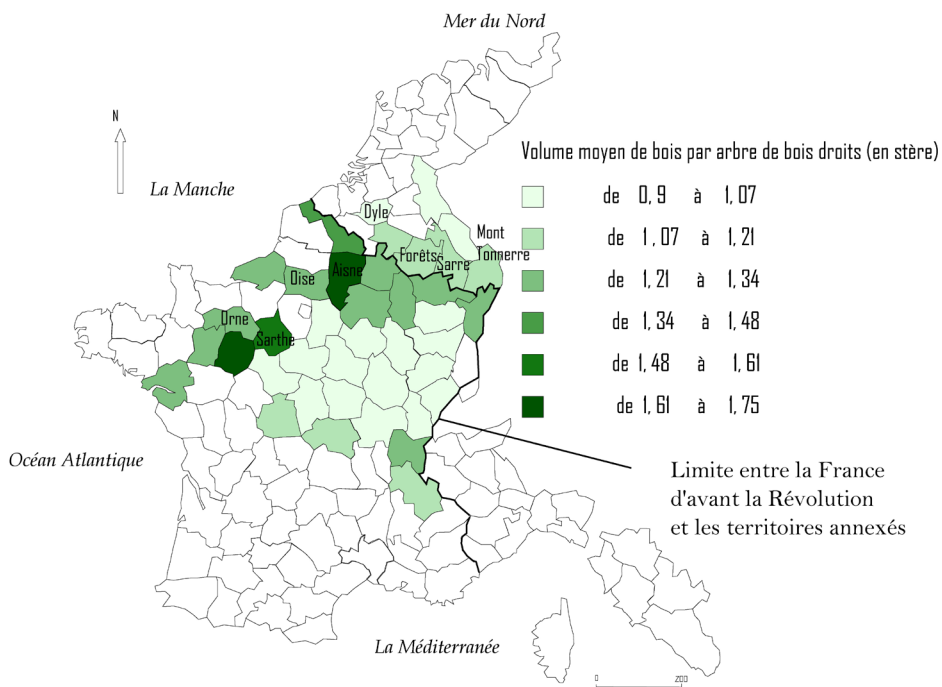 Mer du Nord
N
Volume moyen de bois par arbre de bois droits (en stère)
La Manche
de 0,9 à 1,07
Dyle
Mont
Tonnerre
de 1,07 à 1,21
Forêts
Sarre
Aisne
Oise
de 1,21 à 1,34
Orne
de 1,34 à 1,48
Sarthe
de 1,48 à 1,61
de 1,61 à 1,75
Océan Atlantique
Limite entre la France
d'avant la Révolution
et les territoires annexés
La Méditerranée
0 200